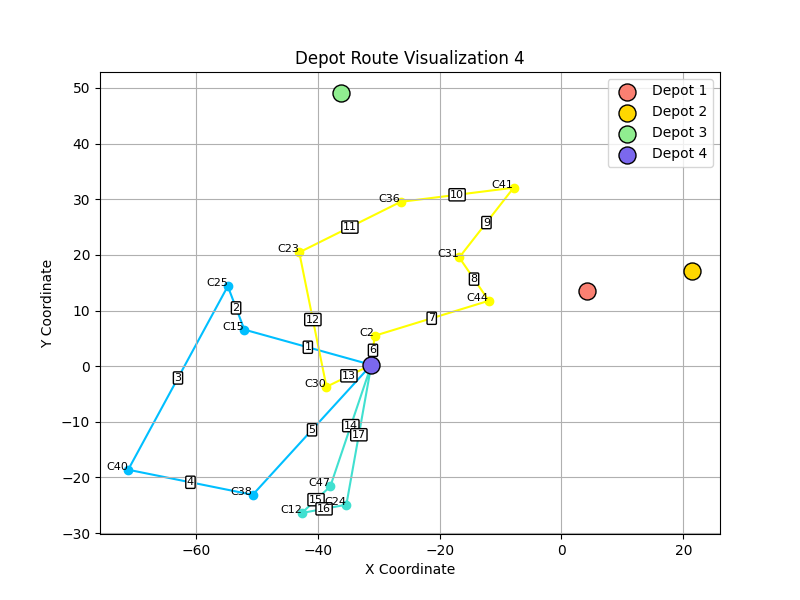 Depot Route Visualization 4
Depot 1
Depot 2
Depot 3
Depot 4
Y Coordinate
50
40
30
20
10
0
−10
−20
−30
C41
10
C36
9
11
C23
C31
8
C25
C44
2
12
7
C15
C2
1
6
3
13
C30
14
5
17
C40
4
C47
C38
15
C24
16
C12
−60
−40
−20
0
20
X Coordinate